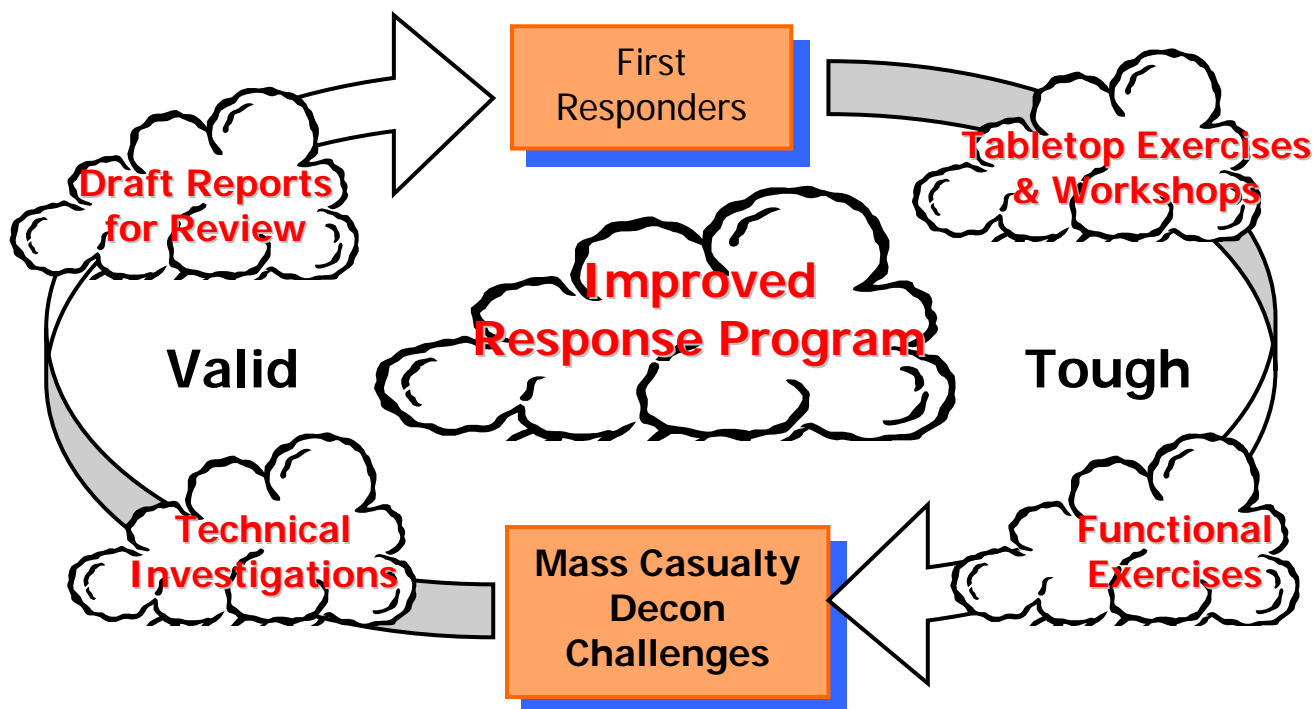 First
Responders
Tabletop Exercises
& Workshops
Draft Reports
for Review
Improved
Response Program
Valid
Tough
Technical
Investigations
Mass Casualty
Decon
Challenges
Functional
Exercises